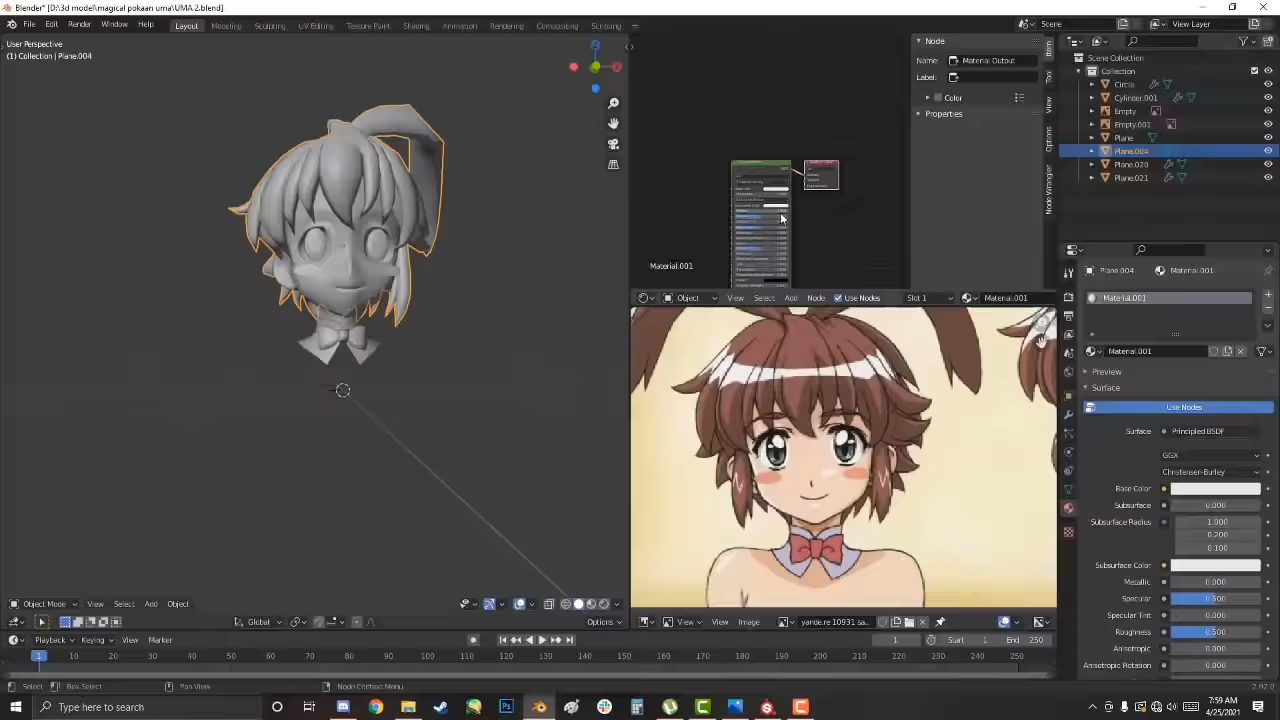 Blender* [D:\3d model\magical pokaan uma\UMA 2.blend]
File Edit Render Window Help
Layout Modeling Sculpting UV Editing Texture Paint Shading Animation Rendering Compositing Scripting
Scene View Layer
User Perspective
(1) Collection | Plane.004
Node
Name: Material Output
Label:
Color
Properties
Item
Tool
View
Options
Node Wrangler
Material.001
Scene Collection
Collection
Circle
Cylinder.001
Empty
Empty.001
Plane
Plane.004
Plane.020
Plane.021
Object View Select Add Node Use Nodes Slot 1 Material.001
Plane.004 Material.001
Material.001
Material.001
Preview
Surface
Use Nodes
Surface Principled BSDF
GGX
Christensen-Burley
Base Color
Subsurface 0.000
Subsurface Radius 1.000
0.200
0.100
Subsurface Color
Metallic 0.000
Specular 0.500
Specular Tint 0.000
Roughness 0.500
Anisotropic 0.000
Anisotropic Rotation 0.000
Object Mode View Select Add Object
Global Options
View View Image yande.re 10931 sa...
Playback Keying View Marker 1 Start 1 End 250
1 10 20 30 40 50 60 70 80 90 100 110 120 130 140 150 160 170 180 190 200 210 220 230 240 250
Select Box Select Pan View Node Context Menu 2.92.0
Type here to search
7:59 AM
4/25/2021